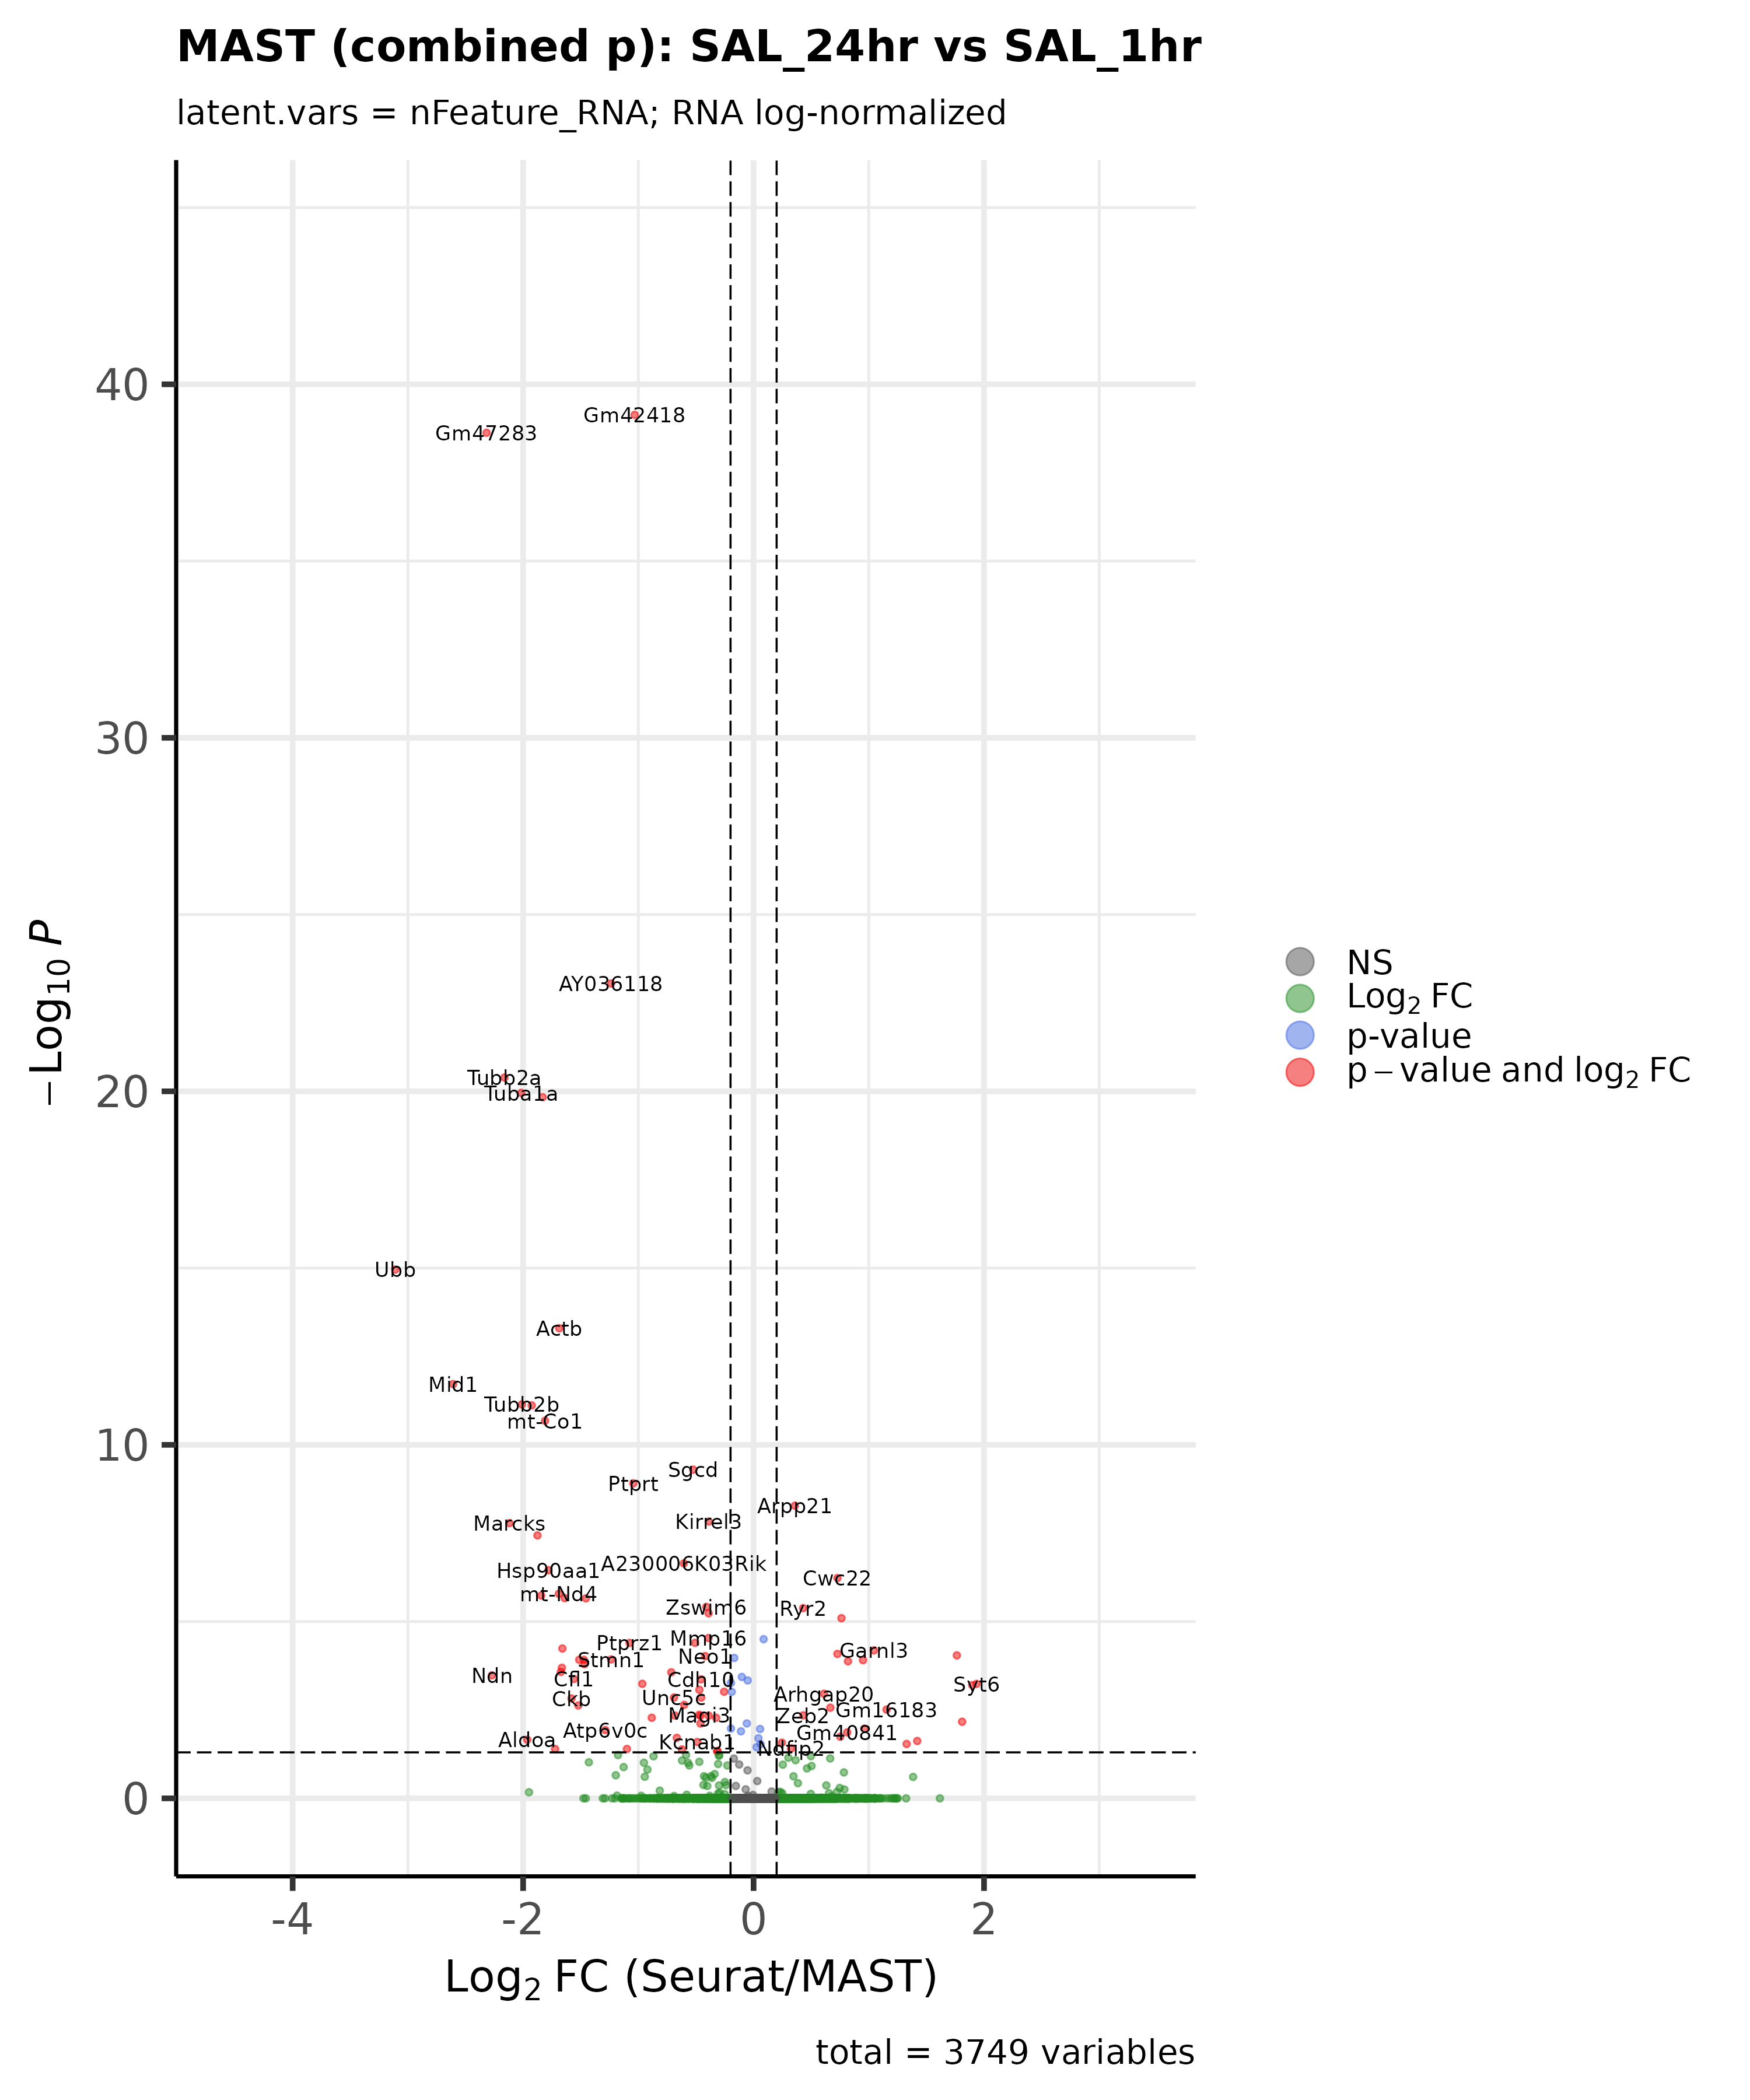 MAST (combined p): SAL_24hr vs SAL_1hr
latent.vars = nFeature_RNA; RNA log-normalized
−Log10 P
40
30
20
10
0
Gm42418
Gm47283
AY036118
Tubb2a
Tuba1a
Ubb
Actb
Mid1
Tubb2b
mt-Co1
Sgcd
Ptprt
Arpp21
Marcks
Kirrel3
Hsp90aa1
A230006K03Rik
Cwc22
mt-Nd4
Zswim6
Ryr2
Ptprz1
Mmp16
Garnl3
Stmn1
Neo1
Ndn
Cfl1
Cdh10
Syt6
Ckb
Unc5c
Arhgap20
Magi3
Zeb2
Gm16183
Atp6v0c
Gm40841
Aldoa
Kcnab1
Ndfip2
-4
-2
0
2
Log2 FC (Seurat/MAST)
NS
Log2 FC
p-value
p − value and log2 FC
total = 3749 variables